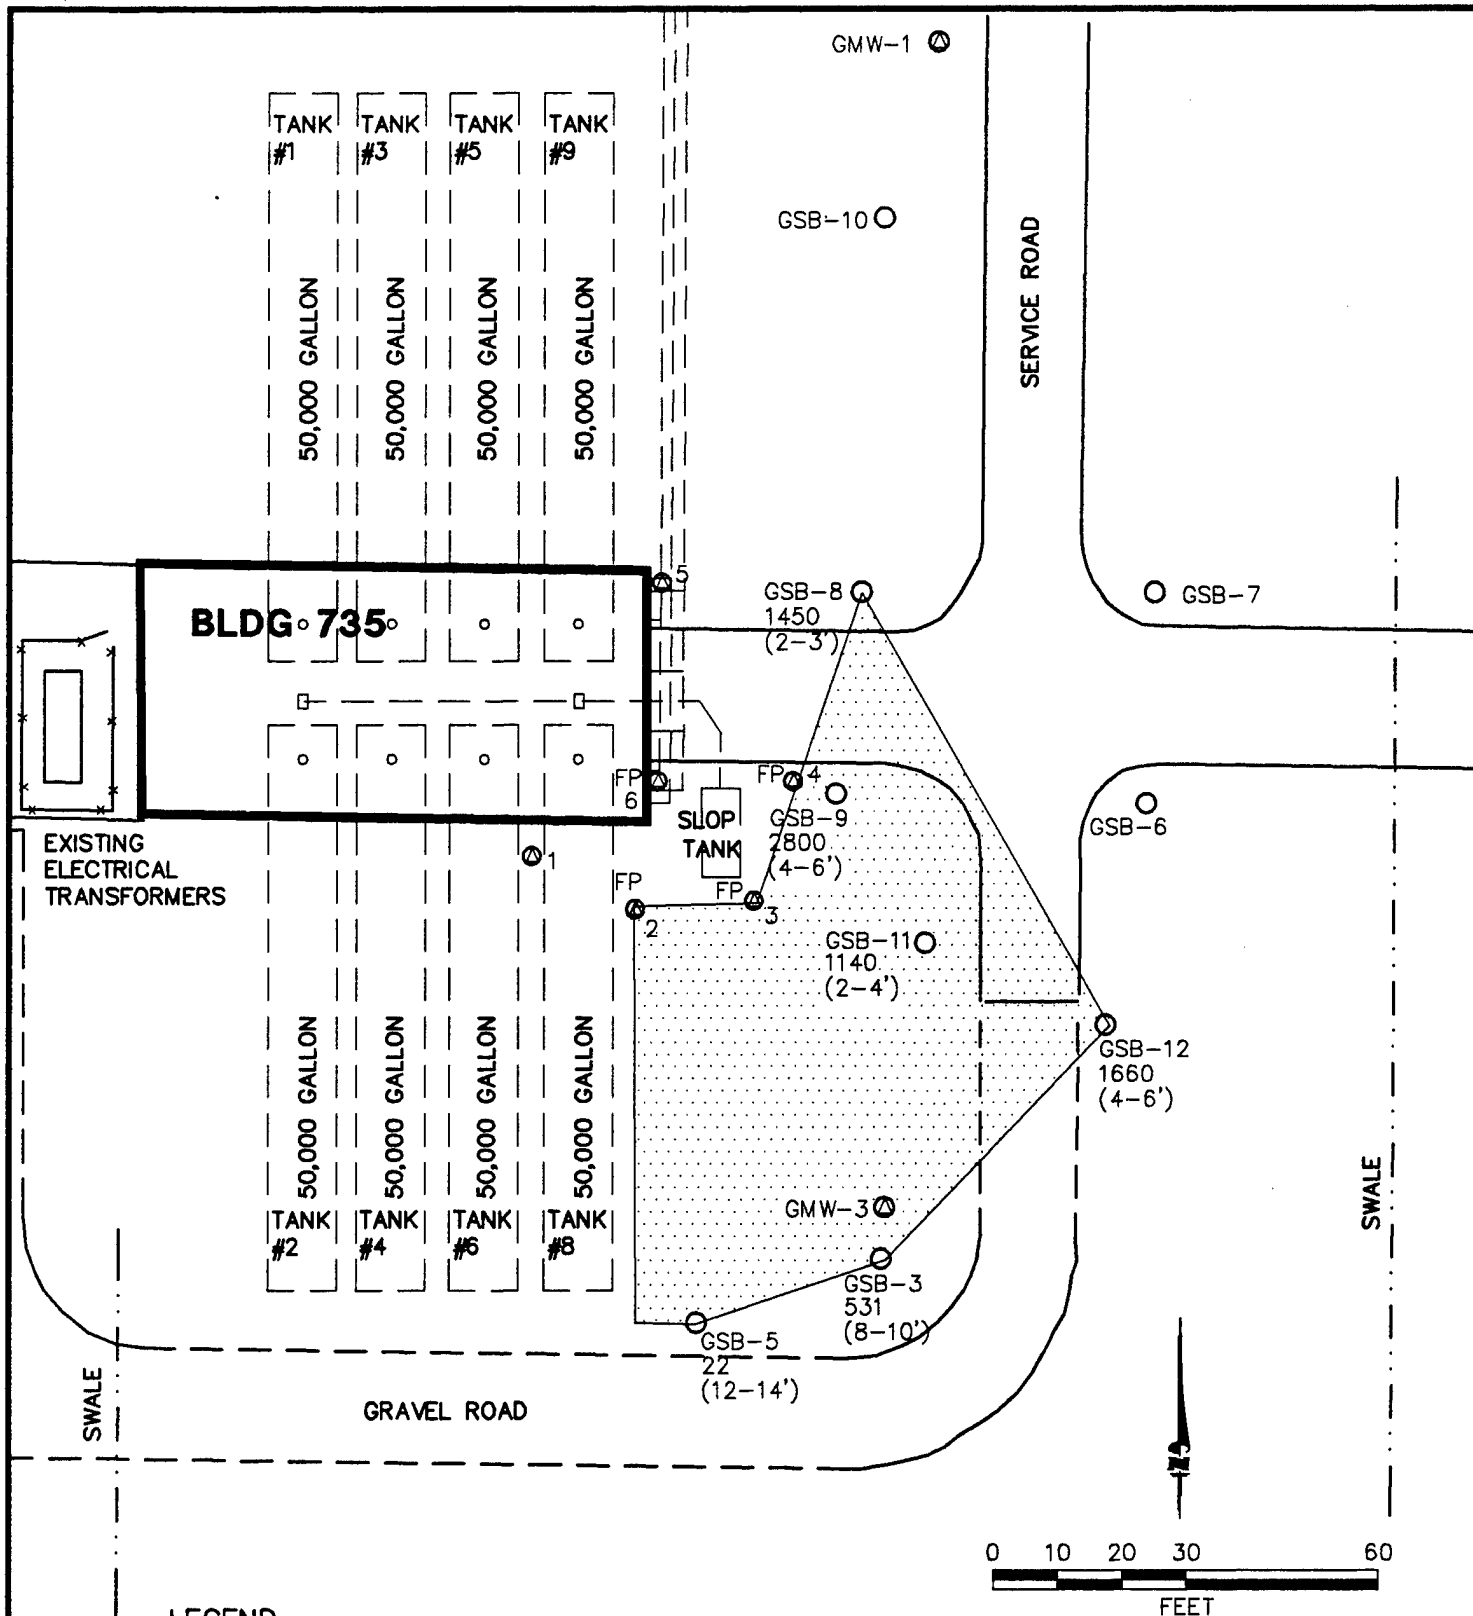 GMW-1
TANK #1
TANK #3
TANK #5
TANK #9
GSB-10
50,000 GALLON
50,000 GALLON
50,000 GALLON
50,000 GALLON
SERVICE ROAD
5
GSB-8
1450
(2-3')
GSB-7
BLDG 735
FP
6
FP
4
GSB-9
2800
(4-6')
SLOP
TANK
GSB-6
EXISTING
ELECTRICAL
TRANSFORMERS
1
FP
2
FP
3
GSB-11
1140
(2-4')
GSB-12
1660
(4-6')
50,000 GALLON
50,000 GALLON
50,000 GALLON
50,000 GALLON
TANK #2
TANK #4
TANK #6
TANK #8
GMW-3
SWALE
GSB-3
531
(8-10')
GSB-5
22
(12-14')
SWALE
GRAVEL ROAD
0 10 20 30 60
FEET
LEGEND